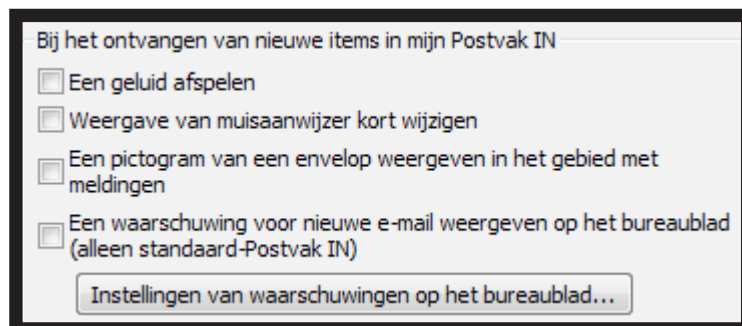 Bij het ontvangen van nieuwe items in mijn Postvak IN
Een geluid afspelen
Weergave van muisaanwijzer kort wijzigen
Een pictogram van een envelop weergeven in het gebied met
meldingen
Een waarschuwing voor nieuwe e-mail weergeven op het bureaublad
(alleen standaard-Postvak IN)
Instellingen van waarschuwingen op het bureaublad...